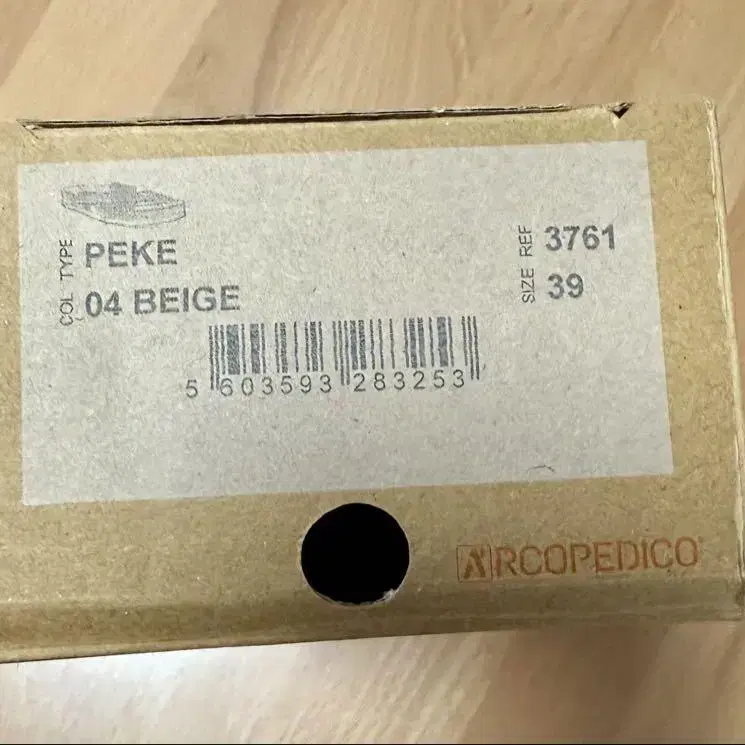 TYPE PEKE
REF 3761
COL 04 BEIGE
SIZE 39
5 603593 283253
ARCOPEDICO